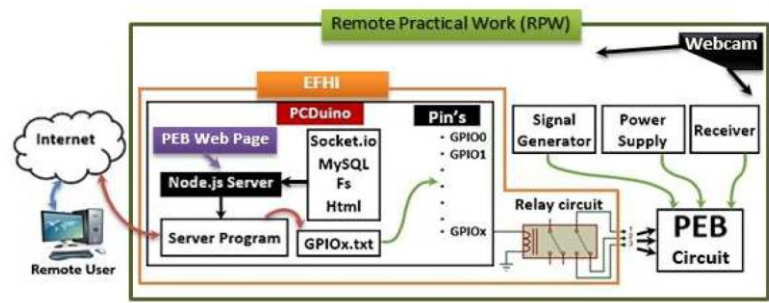 Remote Practical Work (RPW)
Webcam
EFHI
PCDuino
Pin's
Internet
PEB Web Page
Socket.io
MySQL
Fs
Html
GPIO0
GPIO1
GPIOx
Signal
Generator
Power
Supply
Receiver
Node.js Server
Server Program
GPIOx.txt
Relay circuit
PEB
Circuit
Remote User